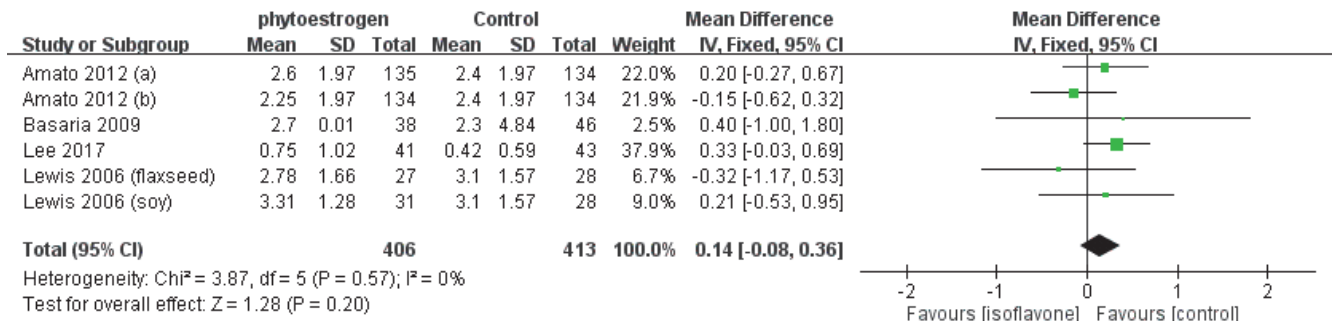 phytoestrogen Control Mean Difference Mean Difference
Study or Subgroup Mean SD Total Mean SD Total Weight IV, Fixed, 95% CI IV, Fixed, 95% CI
Amato 2012 (a) 2.6 1.97 135 2.4 1.97 134 22.0% 0.20 [-0.27, 0.67]
Amato 2012 (b) 2.25 1.97 134 2.4 1.97 134 21.9% -0.15 [-0.62, 0.32]
Basaria 2009 2.7 0.01 38 2.3 4.84 46 2.5% 0.40 [-1.00, 1.80]
Lee 2017 0.75 1.02 41 0.42 0.59 43 37.9% 0.33 [-0.03, 0.69]
Lewis 2006 (flaxseed) 2.78 1.66 27 3.1 1.57 28 6.7% -0.32 [-1.17, 0.53]
Lewis 2006 (soy) 3.31 1.28 31 3.1 1.57 28 9.0% 0.21 [-0.53, 0.95]
Total (95% CI) 406 413 100.0% 0.14 [-0.08, 0.36]
Heterogeneity: Chi² = 3.87, df = 5 (P = 0.57); I² = 0%
Test for overall effect: Z = 1.28 (P = 0.20)
-2 -1 0 1 2
Favours [isoflavone] Favours [control]